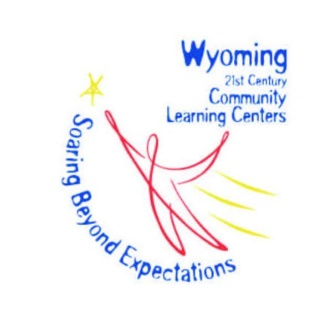 Wyoming
21st Century
Community
Learning Centers
Soaring Beyond Expectations